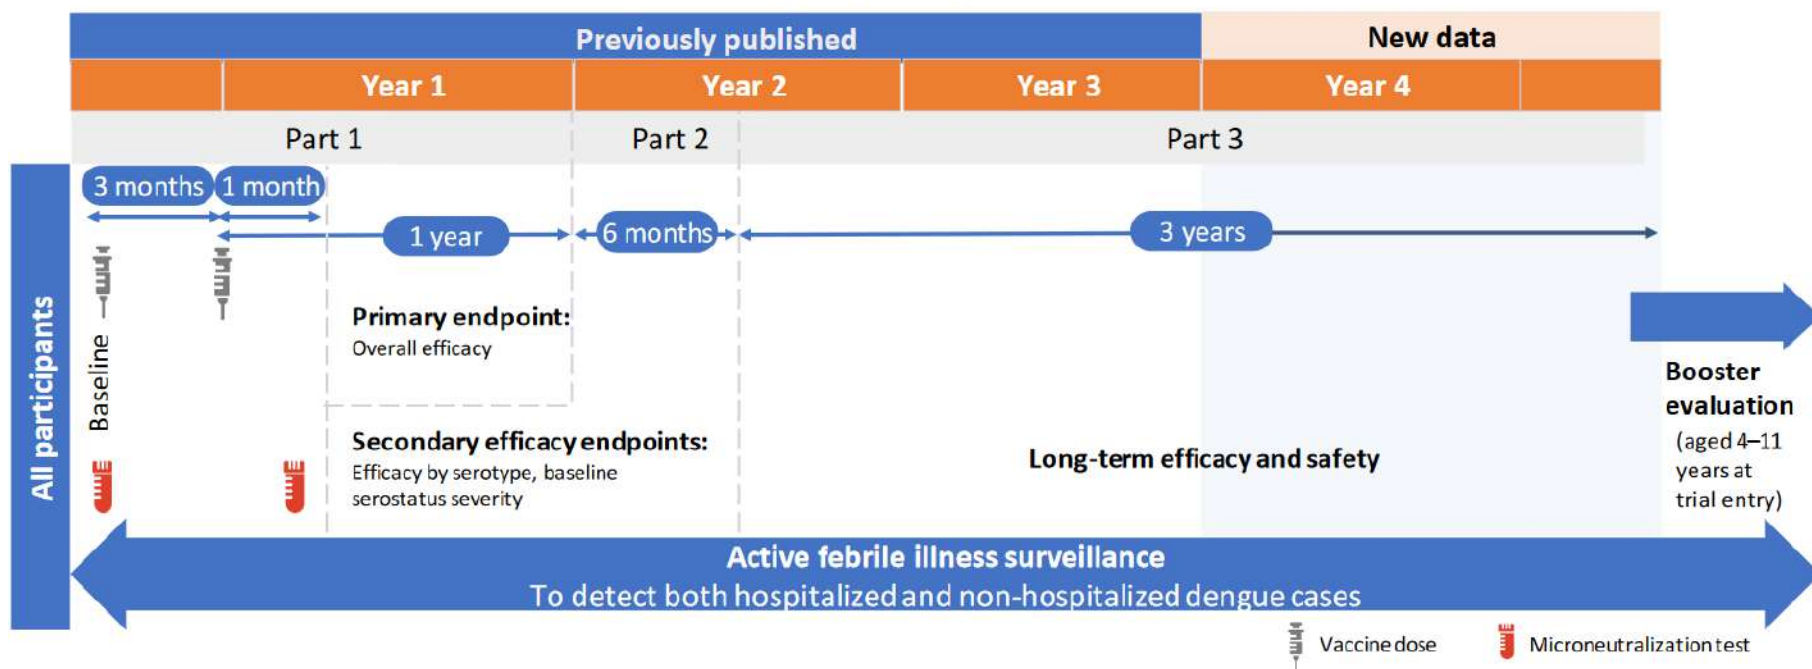 Previously published
New data
Year 1
Year 2
Year 3
Year 4
Part 1
Part 2
Part 3
All participants
3 months
1 month
1 year
6 months
3 years
Baseline
Primary endpoint:
Overall efficacy
Secondary efficacy endpoints:
Efficacy by serotype, baseline
serostatus severity
Long-term efficacy and safety
Booster
evaluation
(aged 4–11
years at
trial entry)
Active febrile illness surveillance
To detect both hospitalized and non-hospitalized dengue cases
Vaccine dose
Microneutralization test